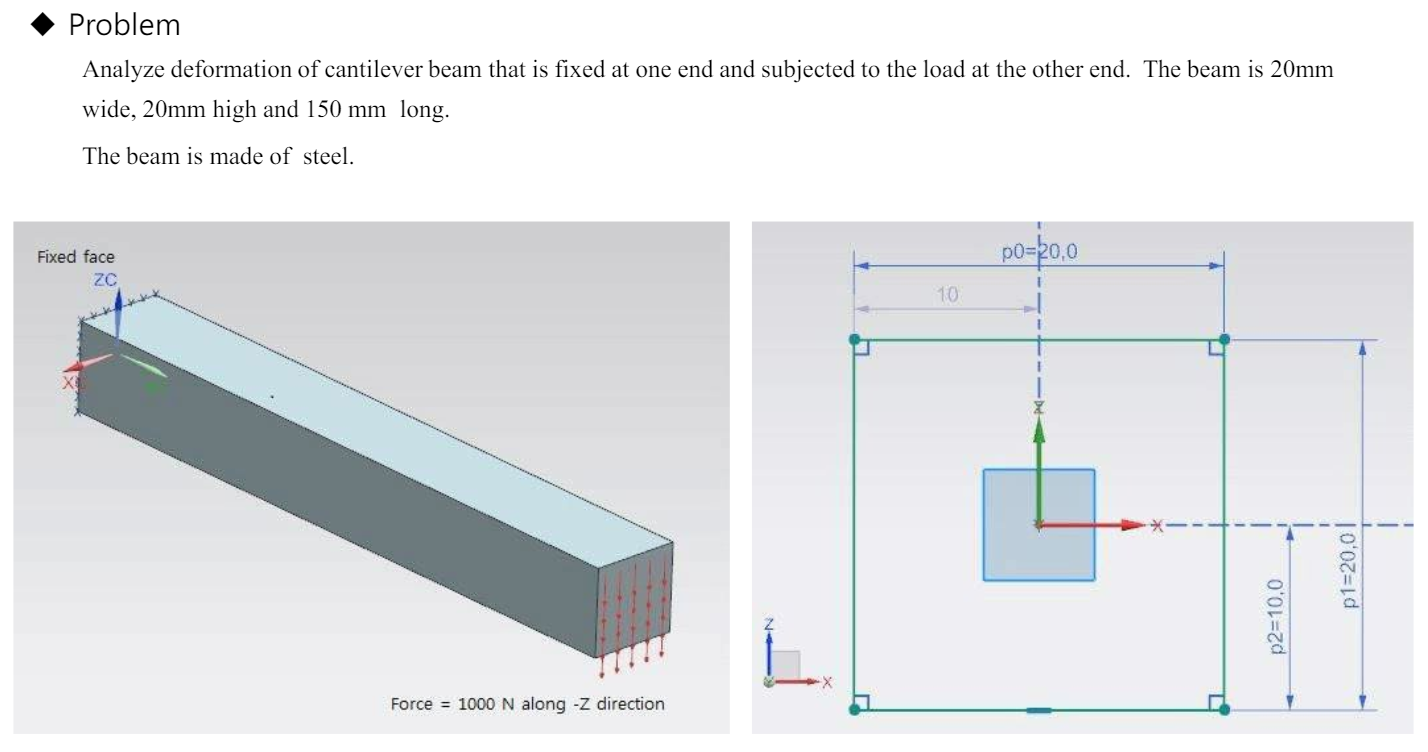 Problem
Analyze deformation of cantilever beam that is fixed at one end and subjected to the load at the other end. The beam is 20mm
wide, 20mm high and 150 mm long.
The beam is made of steel.
Fixed face
ZC
Force = 1000 N along -Z direction
p0=20,0
10
X
p2=10,0
p1=20,0
Z
X